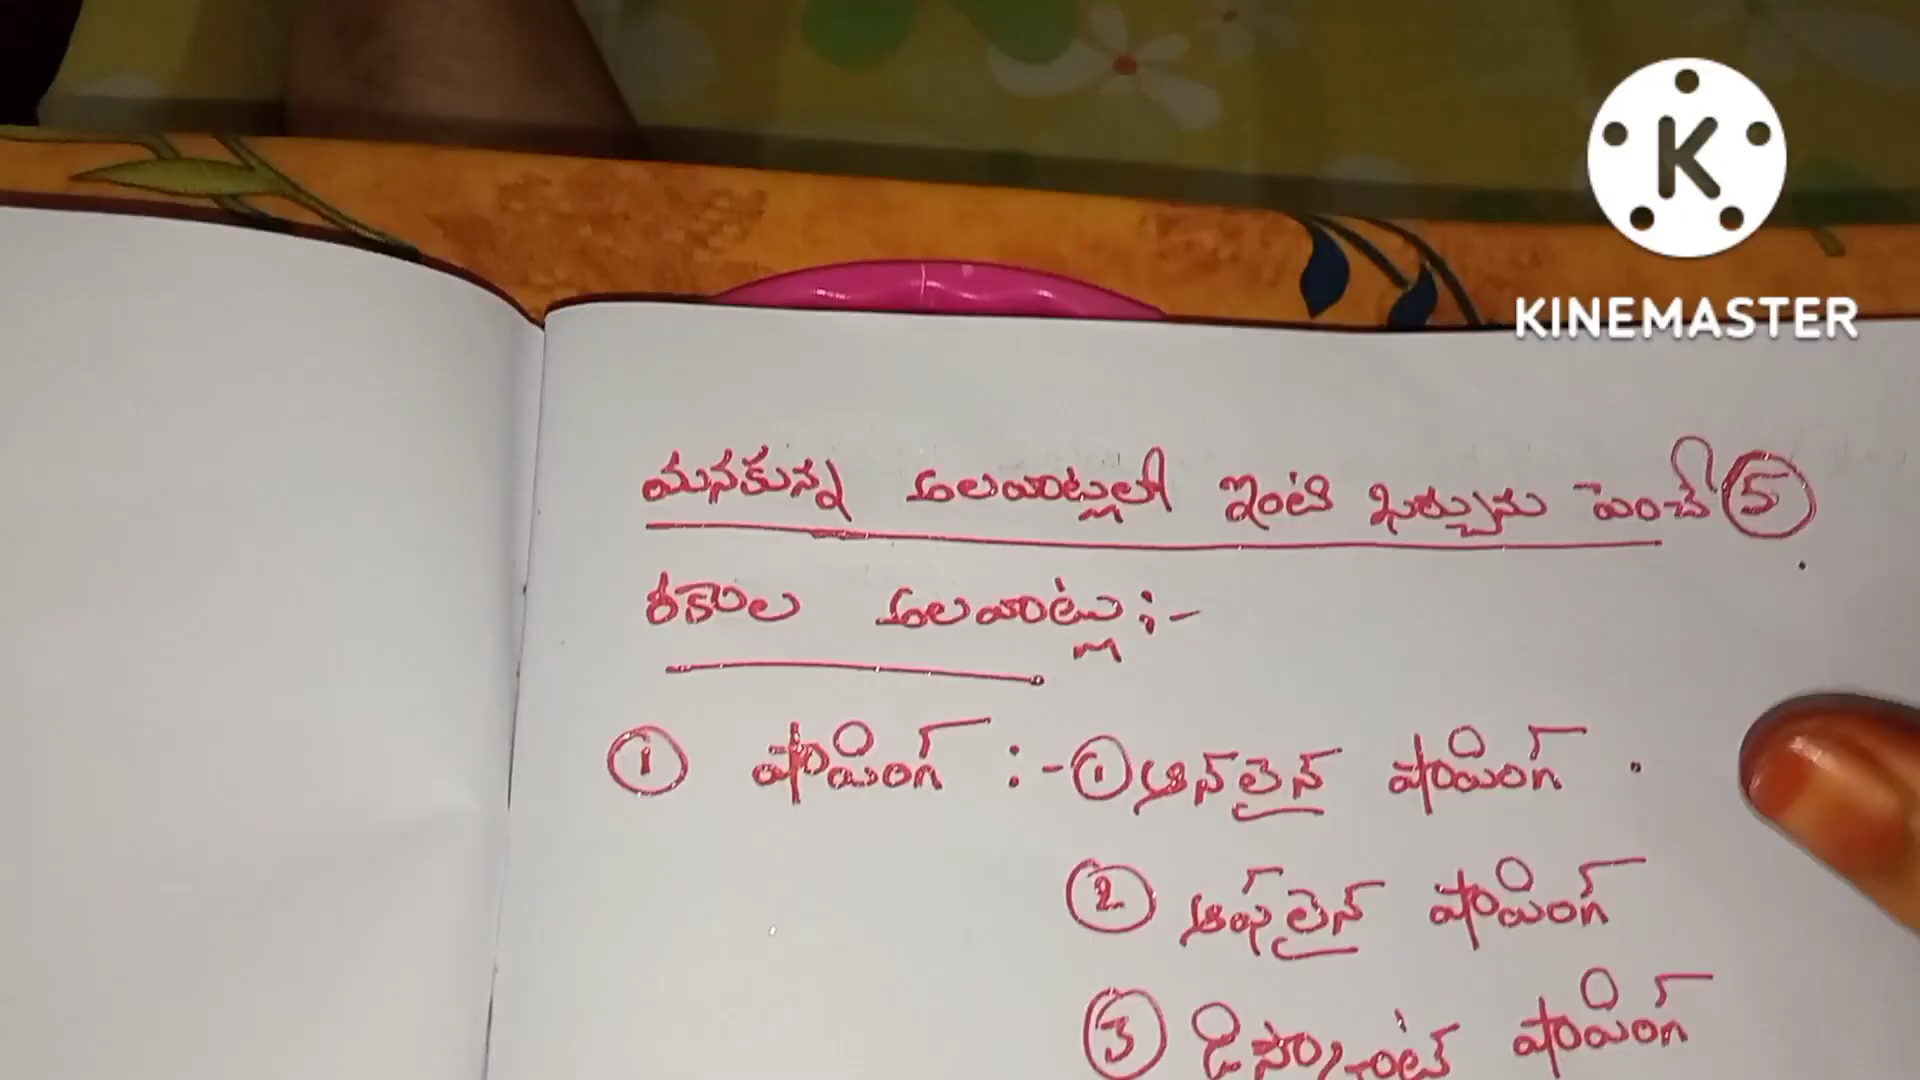 KINEMASTER
మనకున్న అలవాట్లలో ఇంటి ఖర్చును పెంచే ⑤
రకాల అలవాట్లు :-
① షాపింగ్ :- ① ఆన్‌లైన్ షాపింగ్ .
② ఆఫ్‌లైన్ షాపింగ్
③ డిస్కౌంట్ షాపింగ్